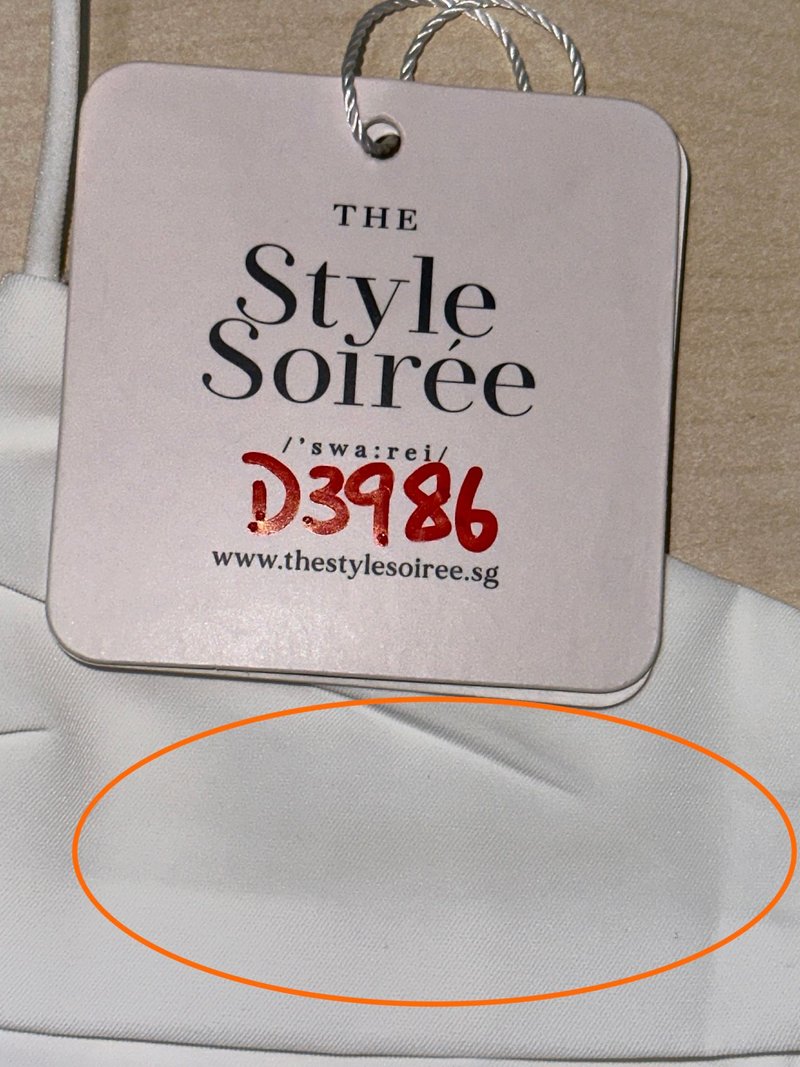 THE
Style
Soirée
/'swa:rei/
D3986
www.thestylesoiree.sg